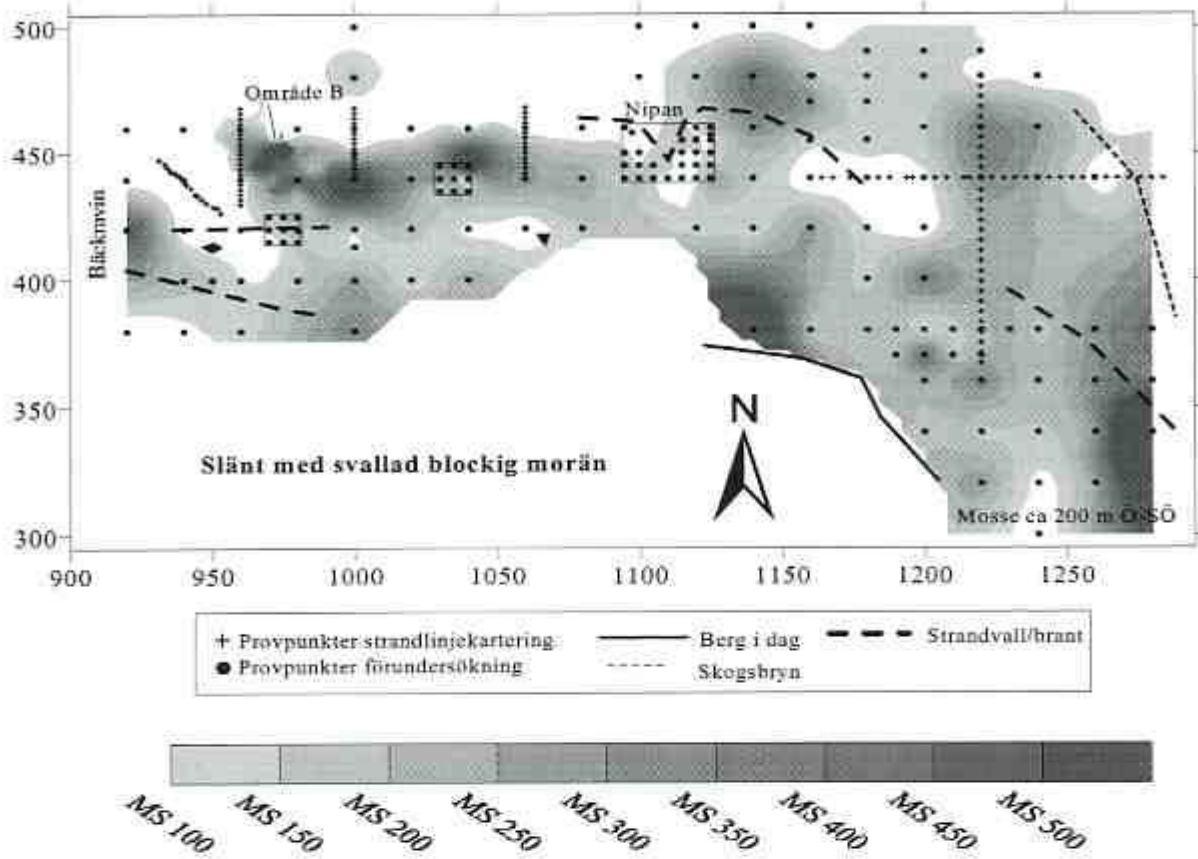 500
450
400
350
300
900
950
1000
1050
1100
1150
1200
1250
Område B
Nipan
Bäckravin
N
Slänt med svallad blockig morän
Mosse ca 200 m Ö-SÖ
+ Provpunkter strandlinjekartering
● Provpunkter förundersökning
Berg i dag
Skogsbryn
Strandvall/brant
MS 100
MS 150
MS 200
MS 250
MS 300
MS 350
MS 400
MS 450
MS 500